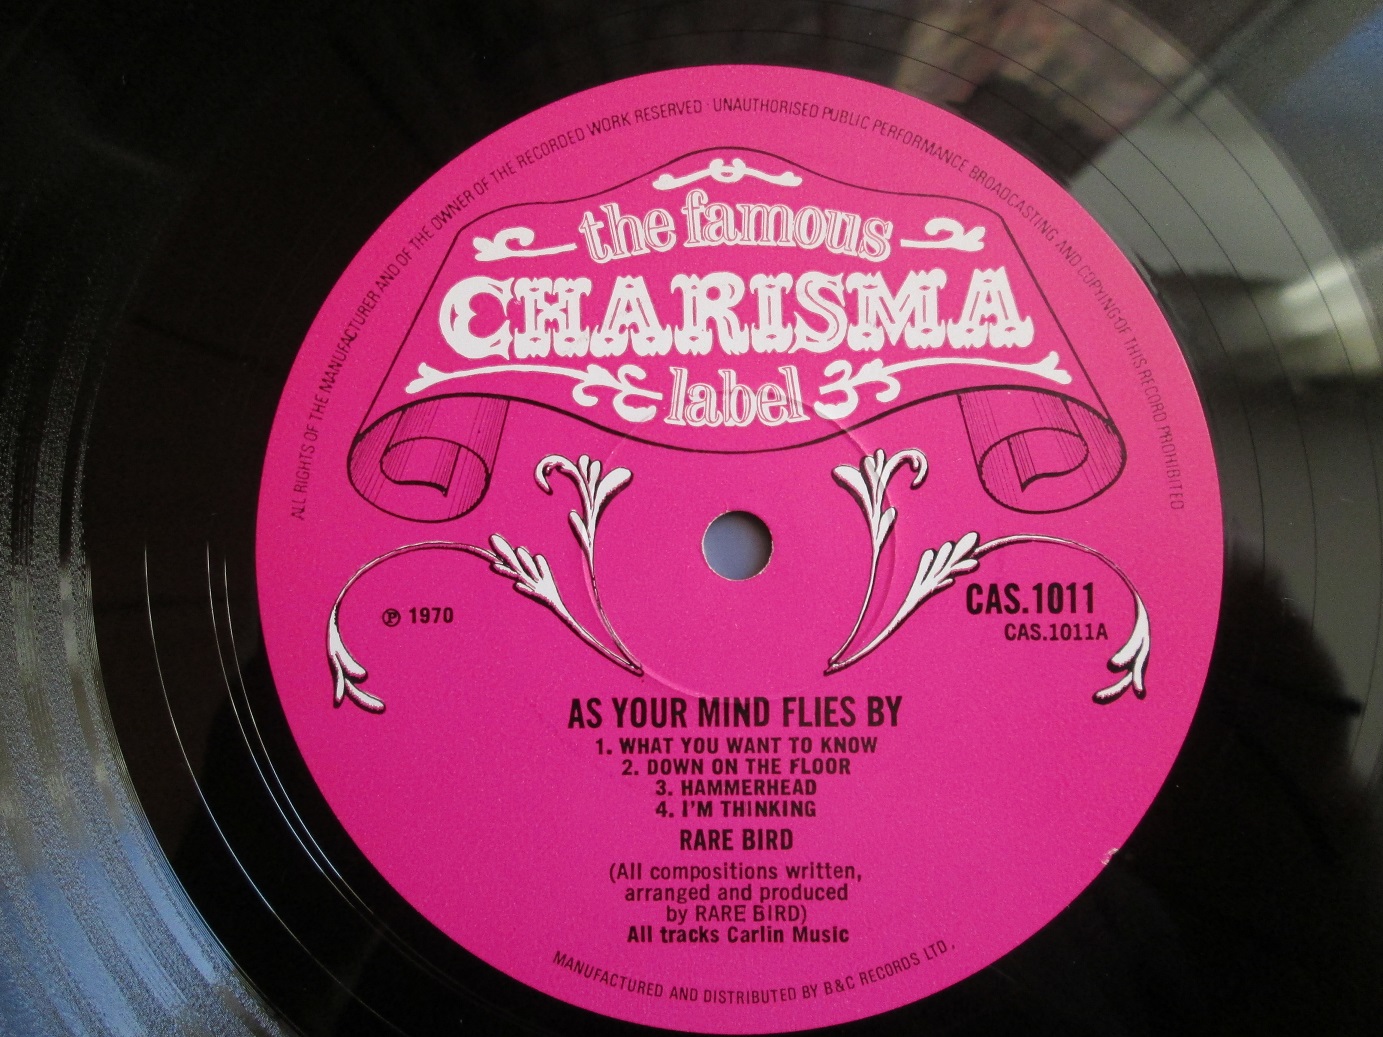 ALL RIGHTS OF THE MANUFACTURER AND OF THE OWNER OF THE RECORDED WORK RESERVED · UNAUTHORISED PUBLIC PERFORMANCE BROADCASTING AND COPYING OF THIS RECORD PROHIBITED
the famous
CHARISMA
label
℗ 1970
CAS.1011
CAS.1011A
AS YOUR MIND FLIES BY
1. WHAT YOU WANT TO KNOW
2. DOWN ON THE FLOOR
3. HAMMERHEAD
4. I'M THINKING
RARE BIRD
(All compositions written,
arranged and produced
by RARE BIRD)
All tracks Carlin Music
MANUFACTURED AND DISTRIBUTED BY B&C RECORDS LTD.